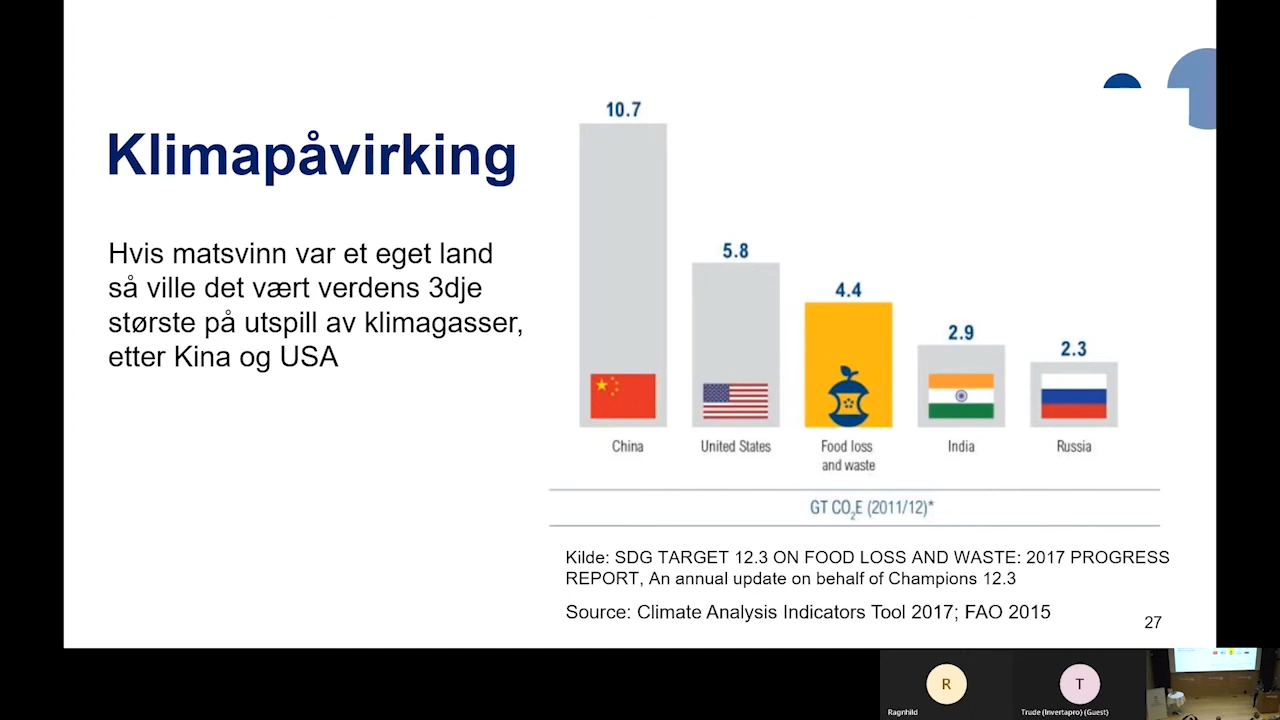 Klimapåvirking
Hvis matsvinn var et eget land
så ville det vært verdens 3dje
største på utspill av klimagasser,
etter Kina og USA
10.7
5.8
4.4
2.9
2.3
China
United States
Food loss
and waste
India
Russia
GT CO2E (2011/12)*
Kilde: SDG TARGET 12.3 ON FOOD LOSS AND WASTE: 2017 PROGRESS
REPORT, An annual update on behalf of Champions 12.3
Source: Climate Analysis Indicators Tool 2017; FAO 2015
27
R
T
Ragnhild
Trude (Invertapro) (Guest)